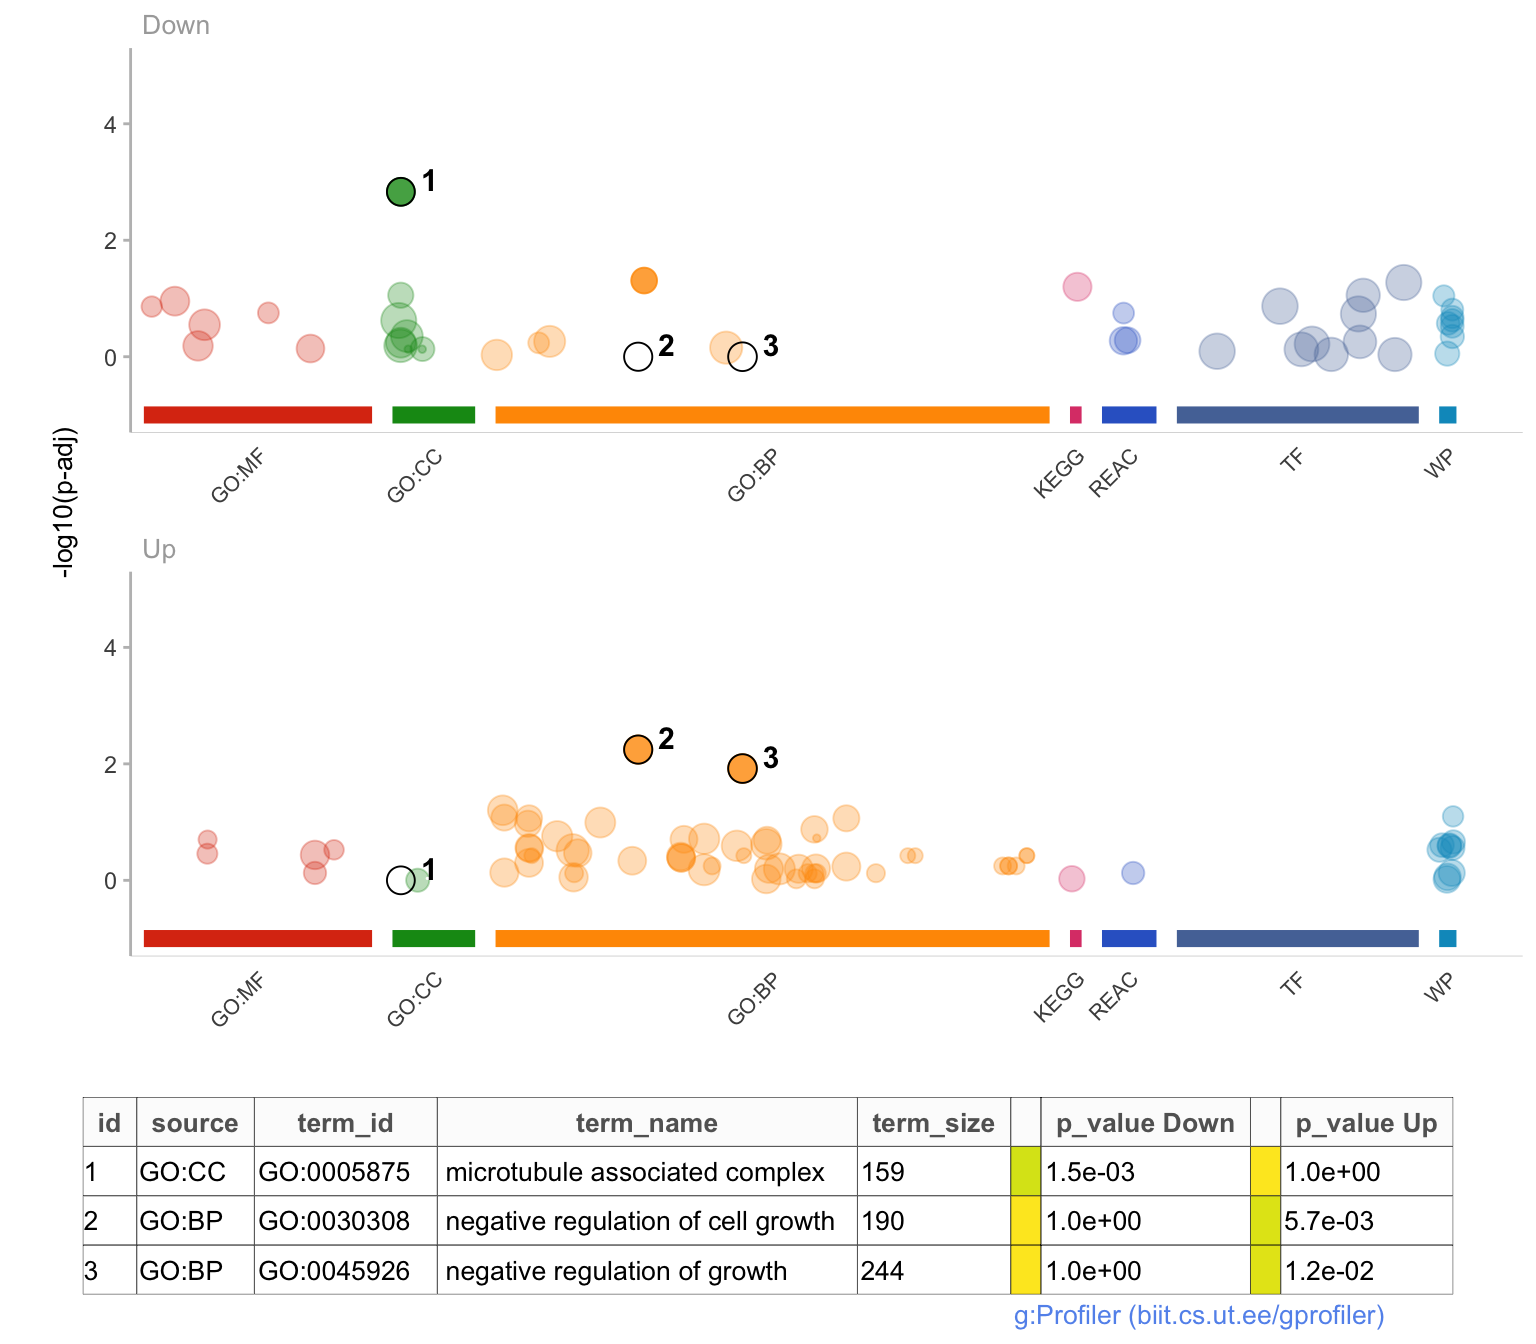 Down
4
2
0
1
2
3
GO:MF
GO:CC
GO:BP
KEGG
REAC
TF
WP
-log10(p-adj)
Up
4
2
0
1
2
3
GO:MF
GO:CC
GO:BP
KEGG
REAC
TF
WP
id source term_id term_name term_size p_value Down p_value Up
1 GO:CC GO:0005875 microtubule associated complex 159 1.5e-03 1.0e+00
2 GO:BP GO:0030308 negative regulation of cell growth 190 1.0e+00 5.7e-03
3 GO:BP GO:0045926 negative regulation of growth 244 1.0e+00 1.2e-02
g:Profiler (biit.cs.ut.ee/gprofiler)